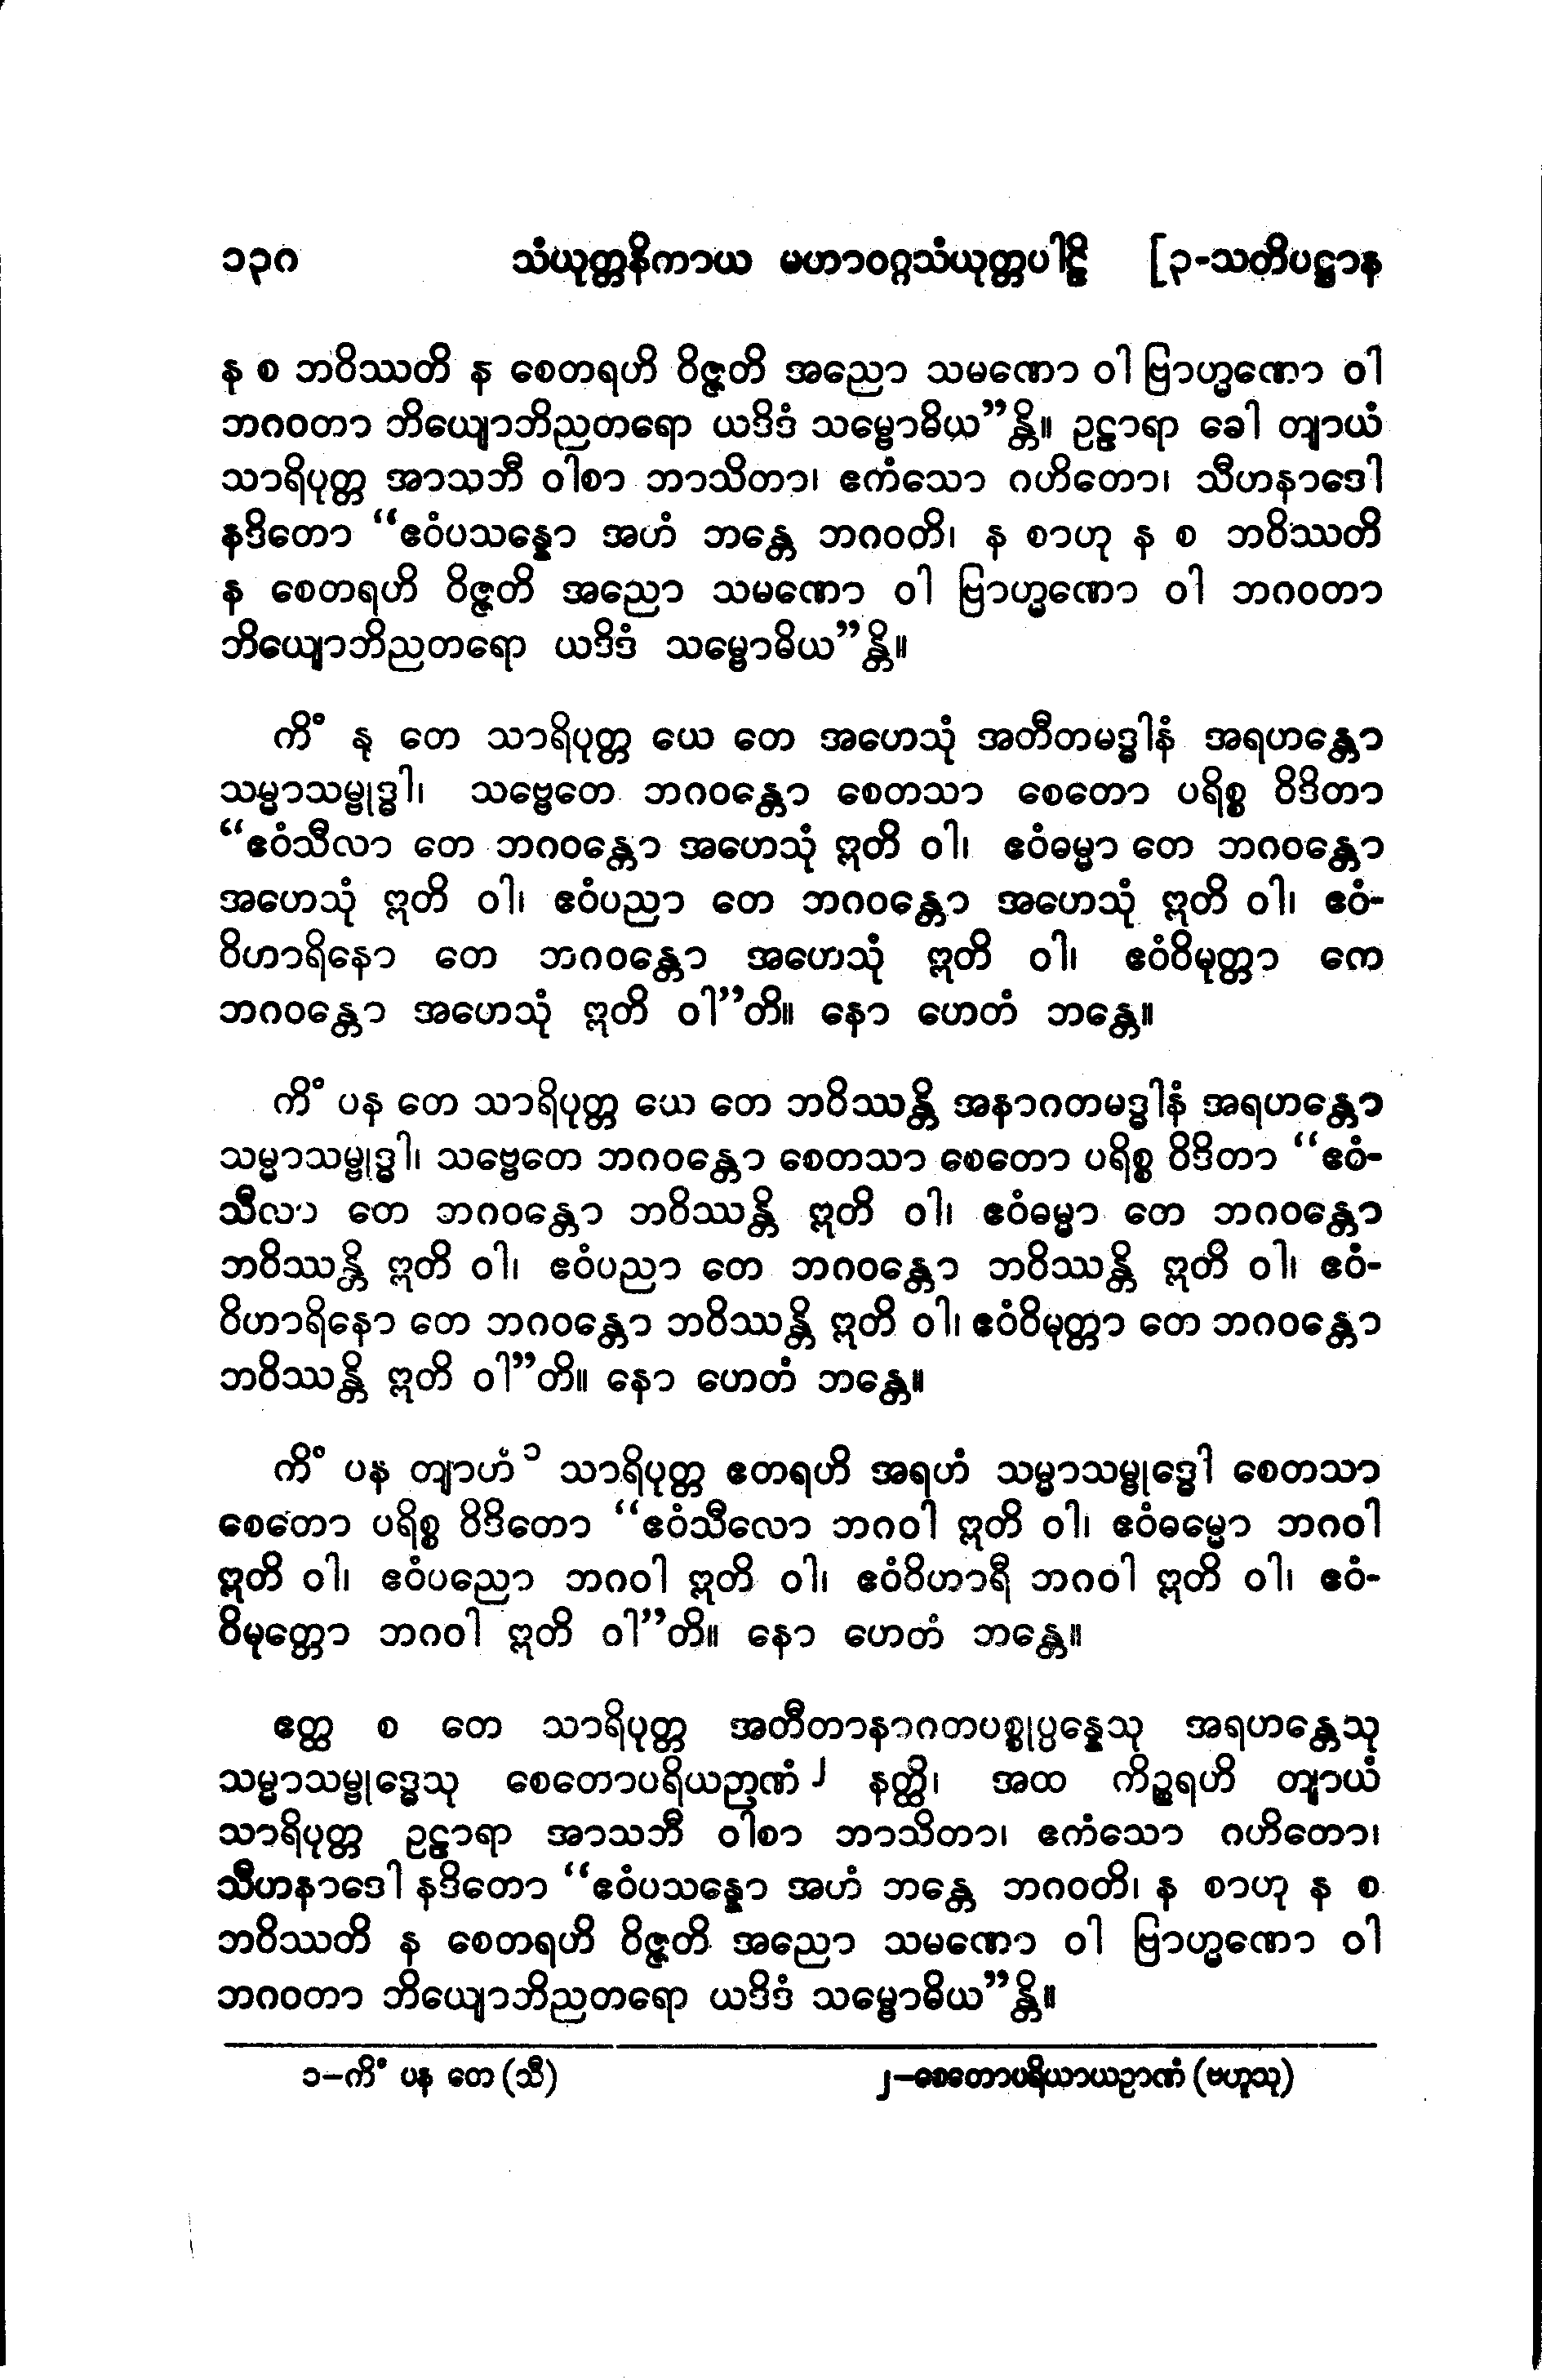 ၁၃၈ သံယုတ္တနိကာယ မဟာဝဂ္ဂသံယုတ္တပါဠိ [၃-သတိပဋ္ဌာန
န စ ဘဝိဿတိ န စေတရဟိ ဝိဇ္ဇတိ အညော သမဏော ဝါ ဗြာဟ္မဏော ဝါ
ဘဂဝတာ ဘိယျောဘိညတရော ယဒိဒံ သမ္ဗောဓိယ”န္တိ။ ဥဠာရာ ခေါ တျာယံ
သာရိပုတ္တ အာသဘီ ဝါစာ ဘာသိတာ၊ ဧကံသော ဂဟိတော၊ သီဟနာဒေါ
နဒိတော “ဧဝံပသန္နော အဟံ ဘန္တေ ဘဂဝတိ၊ န စာဟု န စ ဘဝိဿတိ
န စေတရဟိ ဝိဇ္ဇတိ အညော သမဏော ဝါ ဗြာဟ္မဏော ဝါ ဘဂဝတာ
ဘိယျောဘိညတရော ယဒိဒံ သမ္ဗောဓိယ”န္တိ။
ကိံ နု တေ သာရိပုတ္တ ယေ တေ အဟေသုံ အတီတမဒ္ဓါနံ အရဟန္တော
သမ္မာသမ္ဗုဒ္ဓါ၊ သဗ္ဗေတေ ဘဂဝန္တော စေတသာ စေတော ပရိစ္စ ဝိဒိတာ
“ဧဝံသီလာ တေ ဘဂဝန္တော အဟေသုံ ဣတိ ဝါ၊ ဧဝံဓမ္မာ တေ ဘဂဝန္တော
အဟေသုံ ဣတိ ဝါ၊ ဧဝံပညာ တေ ဘဂဝန္တော အဟေသုံ ဣတိ ဝါ၊ ဧဝံ-
ဝိဟာရိနော တေ ဘဂဝန္တော အဟေသုံ ဣတိ ဝါ၊ ဧဝံဝိမုတ္တာ တေ
ဘဂဝန္တော အဟေသုံ ဣတိ ဝါ”တိ။ နော ဟေတံ ဘန္တေ။
ကိံ ပန တေ သာရိပုတ္တ ယေ တေ ဘဝိဿန္တိ အနာဂတမဒ္ဓါနံ အရဟန္တော
သမ္မာသမ္ဗုဒ္ဓါ၊ သဗ္ဗေတေ ဘဂဝန္တော စေတသာ စေတော ပရိစ္စ ဝိဒိတာ “ဧဝံ-
သီလာ တေ ဘဂဝန္တော ဘဝိဿန္တိ ဣတိ ဝါ၊ ဧဝံဓမ္မာ တေ ဘဂဝန္တော
ဘဝိဿန္တိ ဣတိ ဝါ၊ ဧဝံပညာ တေ ဘဂဝန္တော ဘဝိဿန္တိ ဣတိ ဝါ၊ ဧဝံ-
ဝိဟာရိနော တေ ဘဂဝန္တော ဘဝိဿန္တိ ဣတိ ဝါ၊ ဧဝံဝိမုတ္တာ တေ ဘဂဝန္တော
ဘဝိဿန္တိ ဣတိ ဝါ”တိ။ နော ဟေတံ ဘန္တေ။
ကိံ ပန တျာဟံ ၁ သာရိပုတ္တ ဧတရဟိ အရဟံ သမ္မာသမ္ဗုဒ္ဓေါ စေတသာ
စေတော ပရိစ္စ ဝိဒိတော “ဧဝံသီလော ဘဂဝါ ဣတိ ဝါ၊ ဧဝံဓမ္မော ဘဂဝါ
ဣတိ ဝါ၊ ဧဝံပညော ဘဂဝါ ဣတိ ဝါ၊ ဧဝံဝိဟာရီ ဘဂဝါ ဣတိ ဝါ၊ ဧဝံ-
ဝိမုတ္တော ဘဂဝါ ဣတိ ဝါ”တိ။ နော ဟေတံ ဘန္တေ။
ဧတ္ထ စ တေ သာရိပုတ္တ အတီတာနာဂတပစ္စုပ္ပန္နေသု အရဟန္တေသု
သမ္မာသမ္ဗုဒ္ဓေသု စေတောပရိယဉာဏံ ၂ နတ္ထိ၊ အထ ကိဉ္စရဟိ တျာယံ
သာရိပုတ္တ ဥဠာရာ အာသဘီ ဝါစာ ဘာသိတာ၊ ဧကံသော ဂဟိတော၊
သီဟနာဒေါ နဒိတော “ဧဝံပသန္နော အဟံ ဘန္တေ ဘဂဝတိ၊ န စာဟု န စ
ဘဝိဿတိ န စေတရဟိ ဝိဇ္ဇတိ အညော သမဏော ဝါ ဗြာဟ္မဏော ဝါ
ဘဂဝတာ ဘိယျောဘိညတရော ယဒိဒံ သမ္ဗောဓိယ”န္တိ။
၁–ကိံ ပန တေ (သီ) ၂–စေတောပရိယာယဉာဏံ (ဗဟူသု)